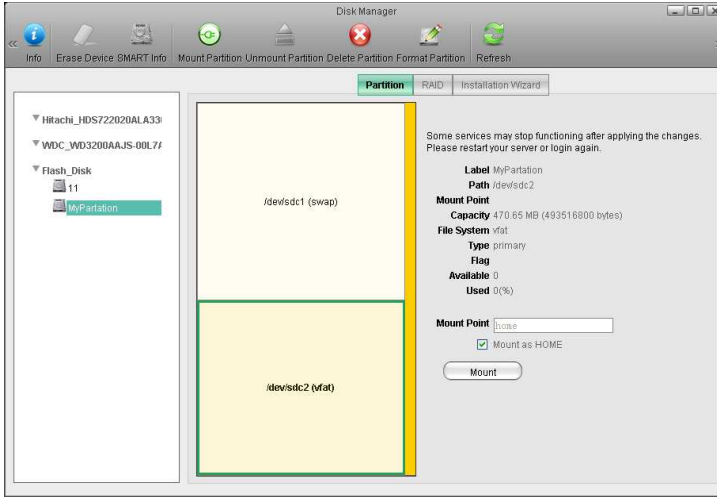 Disk Manager
Info Erase Device SMART Info Mount Partition Unmount Partition Delete Partition Format Partition Refresh
Partition RAID Installation Wizard
Hitachi_HDS722020ALA33
WDC_WD3200AAJS-00L7
Flash_Disk
11
MyPartation
/dev/sdc1 (swap)
/dev/sdc2 (vfat)
Some services may stop functioning after applying the changes.
Please restart your server or login again.
Label MyPartation
Path /dev/sdc2
Mount Point
Capacity 470.65 MB (493516800 bytes)
File System vfat
Type primary
Flag
Available 0
Used 0(%)
Mount Point home
Mount as HOME
Mount